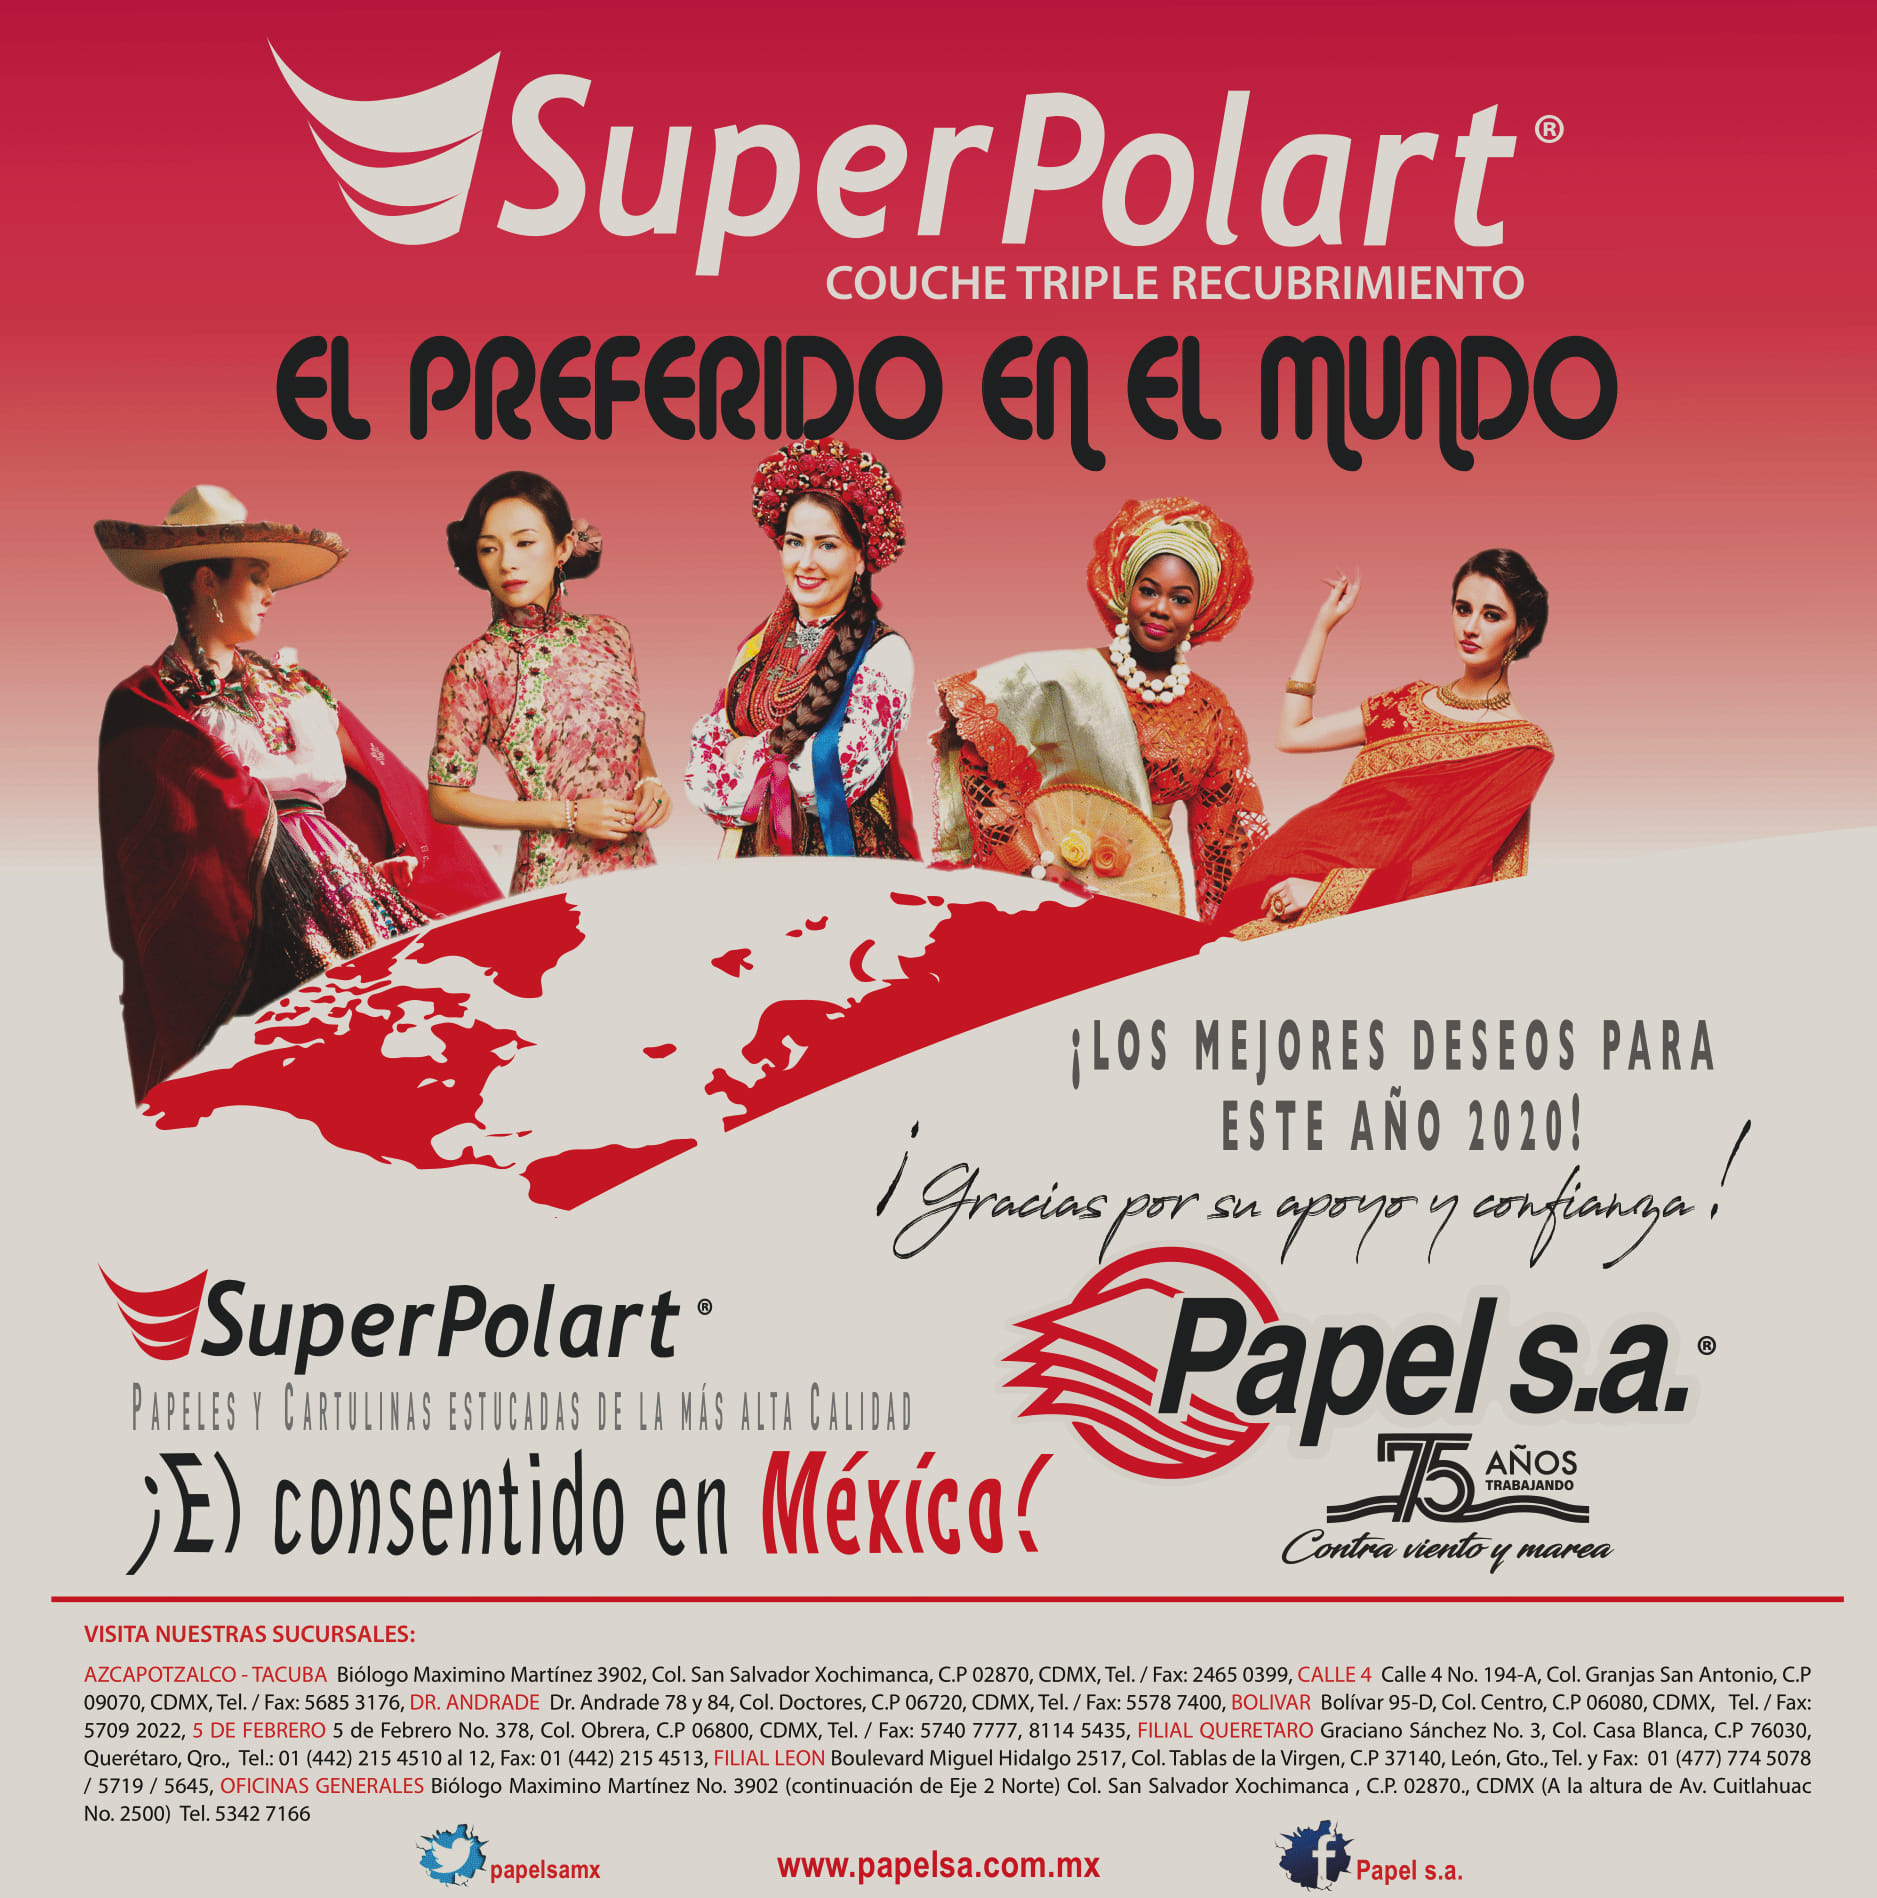 SuperPolart®
COUCHE TRIPLE RECUBRIMIENTO
EL PREFERIDO EN EL MUNDO
¡LOS MEJORES DESEOS PARA
ESTE AÑO 2020!
¡Gracias por su apoyo y confianza!
SuperPolart®
PAPELES Y CARTULINAS ESTUCADAS DE LA MÁS ALTA CALIDAD
¡El consentido en México!
Papel s.a.®
75 AÑOS
TRABAJANDO
Contra viento y marea
VISITA NUESTRAS SUCURSALES:
AZCAPOTZALCO - TACUBA Biólogo Maximino Martínez 3902, Col. San Salvador Xochimanca, C.P 02870, CDMX, Tel. / Fax: 2465 0399, CALLE 4 Calle 4 No. 194-A, Col. Granjas San Antonio, C.P
09070, CDMX, Tel. / Fax: 5685 3176, DR. ANDRADE Dr. Andrade 78 y 84, Col. Doctores, C.P 06720, CDMX, Tel. / Fax: 5578 7400, BOLIVAR Bolívar 95-D, Col. Centro, C.P 06080, CDMX, Tel. / Fax:
5709 2022, 5 DE FEBRERO 5 de Febrero No. 378, Col. Obrera, C.P 06800, CDMX, Tel. / Fax: 5740 7777, 8114 5435, FILIAL QUERETARO Graciano Sánchez No. 3, Col. Casa Blanca, C.P 76030,
Querétaro, Qro., Tel.: 01 (442) 215 4510 al 12, Fax: 01 (442) 215 4513, FILIAL LEON Boulevard Miguel Hidalgo 2517, Col. Tablas de la Virgen, C.P 37140, León, Gto., Tel. y Fax: 01 (477) 774 5078
/ 5719 / 5645, OFICINAS GENERALES Biólogo Maximino Martínez No. 3902 (continuación de Eje 2 Norte) Col. San Salvador Xochimanca , C.P. 02870., CDMX (A la altura de Av. Cuitlahuac
No. 2500) Tel. 5342 7166
papelsamx
www.papelsa.com.mx
Papel s.a.